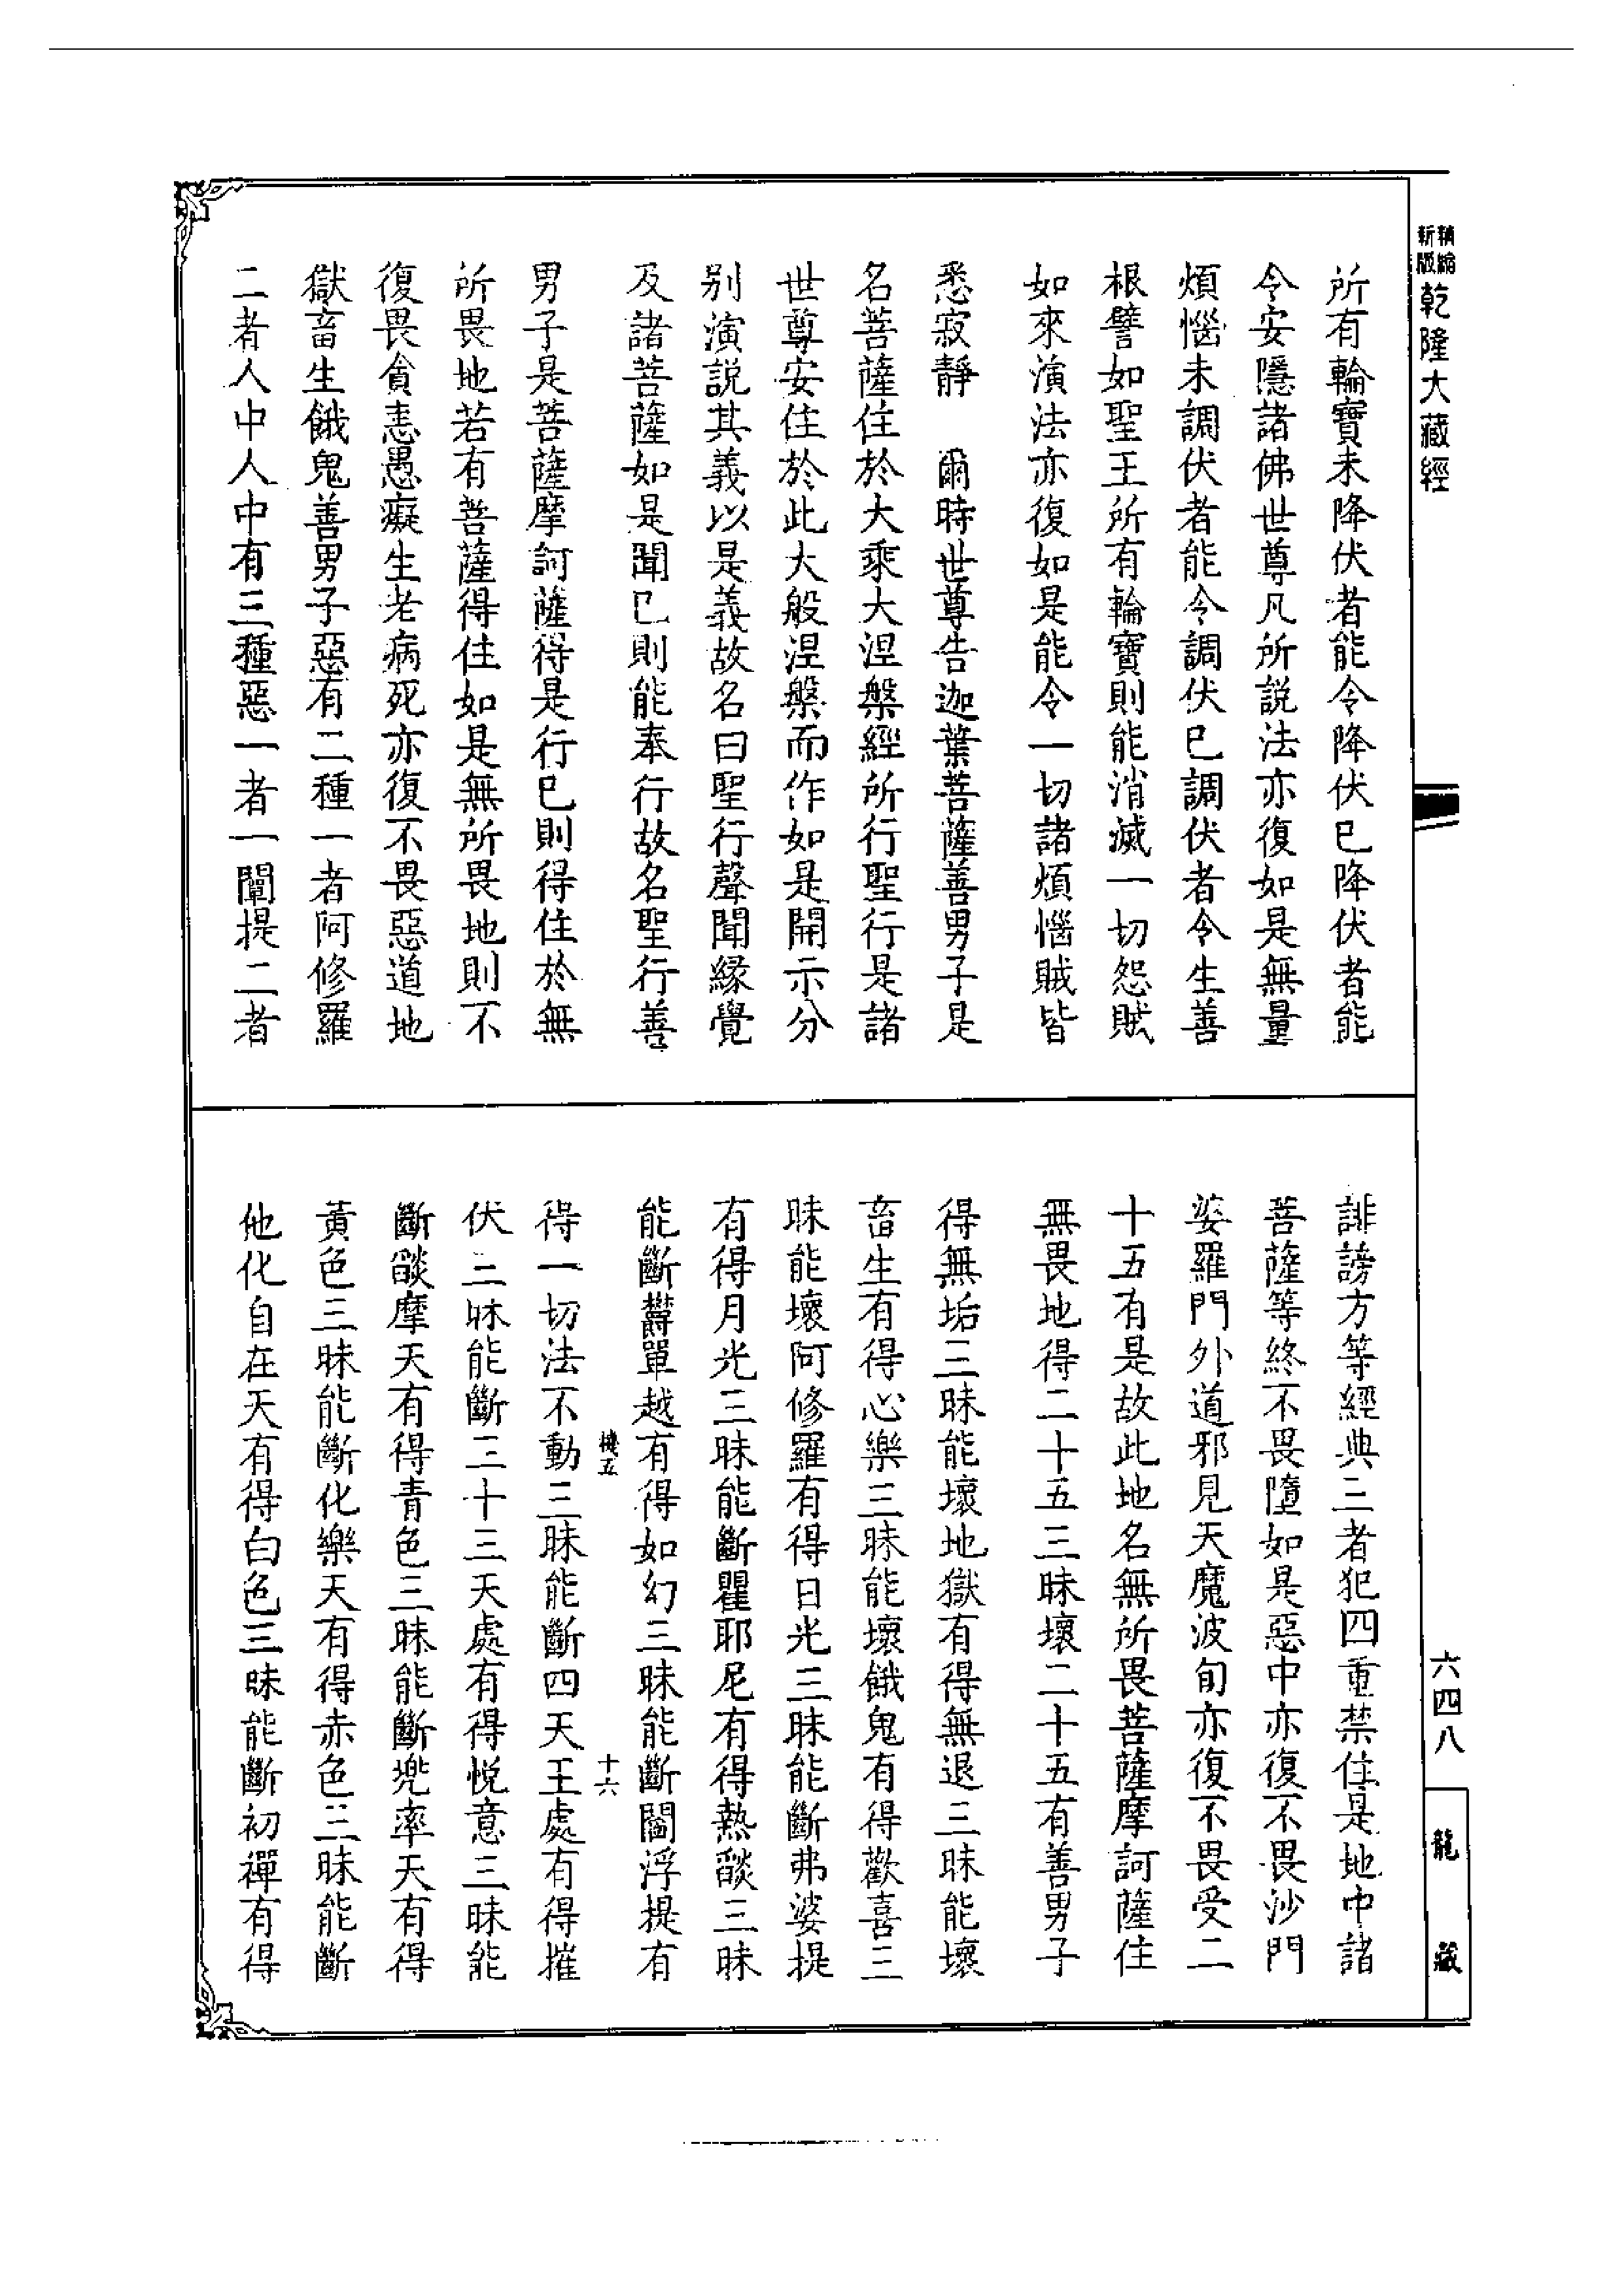 精縮
新版
乾隆大藏經
所有輪寶未降伏者能令降伏已降伏者能
令安隱諸佛世尊凡所説法亦復如是無量
煩惱未調伏者能令調伏已調伏者令生善
根譬如聖王所有輪寶則能消滅一切怨賊
如來演法亦復如是能令一切諸煩惱賊皆
悉寂靜　爾時世尊告迦葉菩薩善男子是
名菩薩住於大乘大涅槃經所行聖行是諸
世尊安住於此大般涅槃而作如是開示分
别演説其義以是義故名曰聖行聲聞緣覺
及諸菩薩如是聞已則能奉行故名聖行善
男子是菩薩摩訶薩得是行已則得住於無
所畏地若有菩薩得住如是無所畏地則不
復畏貪恚愚癡生老病死亦復不畏惡道地
獄畜生餓鬼善男子惡有二種一者阿修羅
二者人中人中有三種惡一者一闡提二者
誹謗方等經典三者犯四重禁住是地中諸
菩薩等終不畏墮如是惡中亦復不畏沙門
婆羅門外道邪見天魔波旬亦復不畏受二
十五有是故此地名無所畏菩薩摩訶薩住
無畏地得二十五三昧壞二十五有善男子
得無垢三昧能壞地獄有得無退三昧能壞
畜生有得心樂三昧能壞餓鬼有得歡喜三
昧能壞阿修羅有得日光三昧能斷弗婆提
有得月光三昧能斷瞿耶尼有得熱燄三昧
能斷鬱單越有得如幻三昧能斷閻浮提有
機五
十六
得一切法不動三昧能斷四天王處有得摧
伏三昧能斷三十三天處有得悅意三昧能
斷燄摩天有得青色三昧能斷兜率天有得
黃色三昧能斷化樂天有得赤色三昧能斷
他化自在天有得白色三昧能斷初禪有得
六四八
龍藏